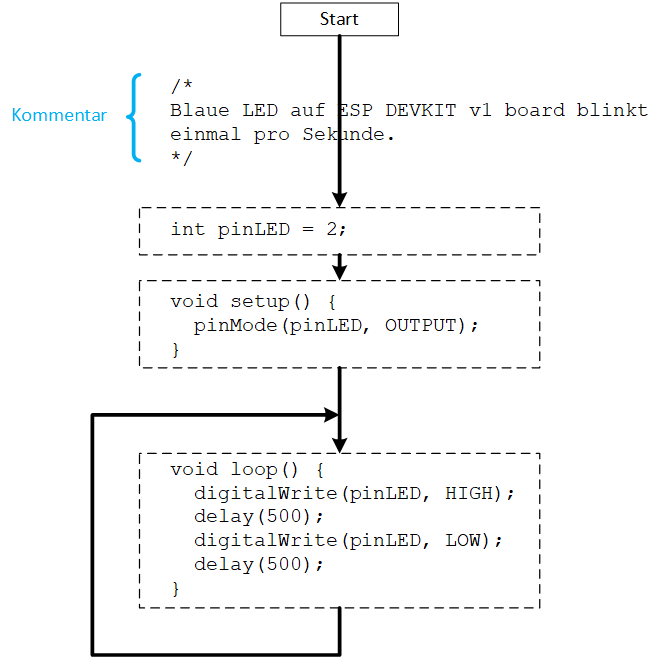 Start
Kommentar
/*
Blaue LED auf ESP DEVKIT v1 board blinkt
einmal pro Sekunde.
*/
int pinLED = 2;
void setup() {
  pinMode(pinLED, OUTPUT);
}
void loop() {
  digitalWrite(pinLED, HIGH);
  delay(500);
  digitalWrite(pinLED, LOW);
  delay(500);
}